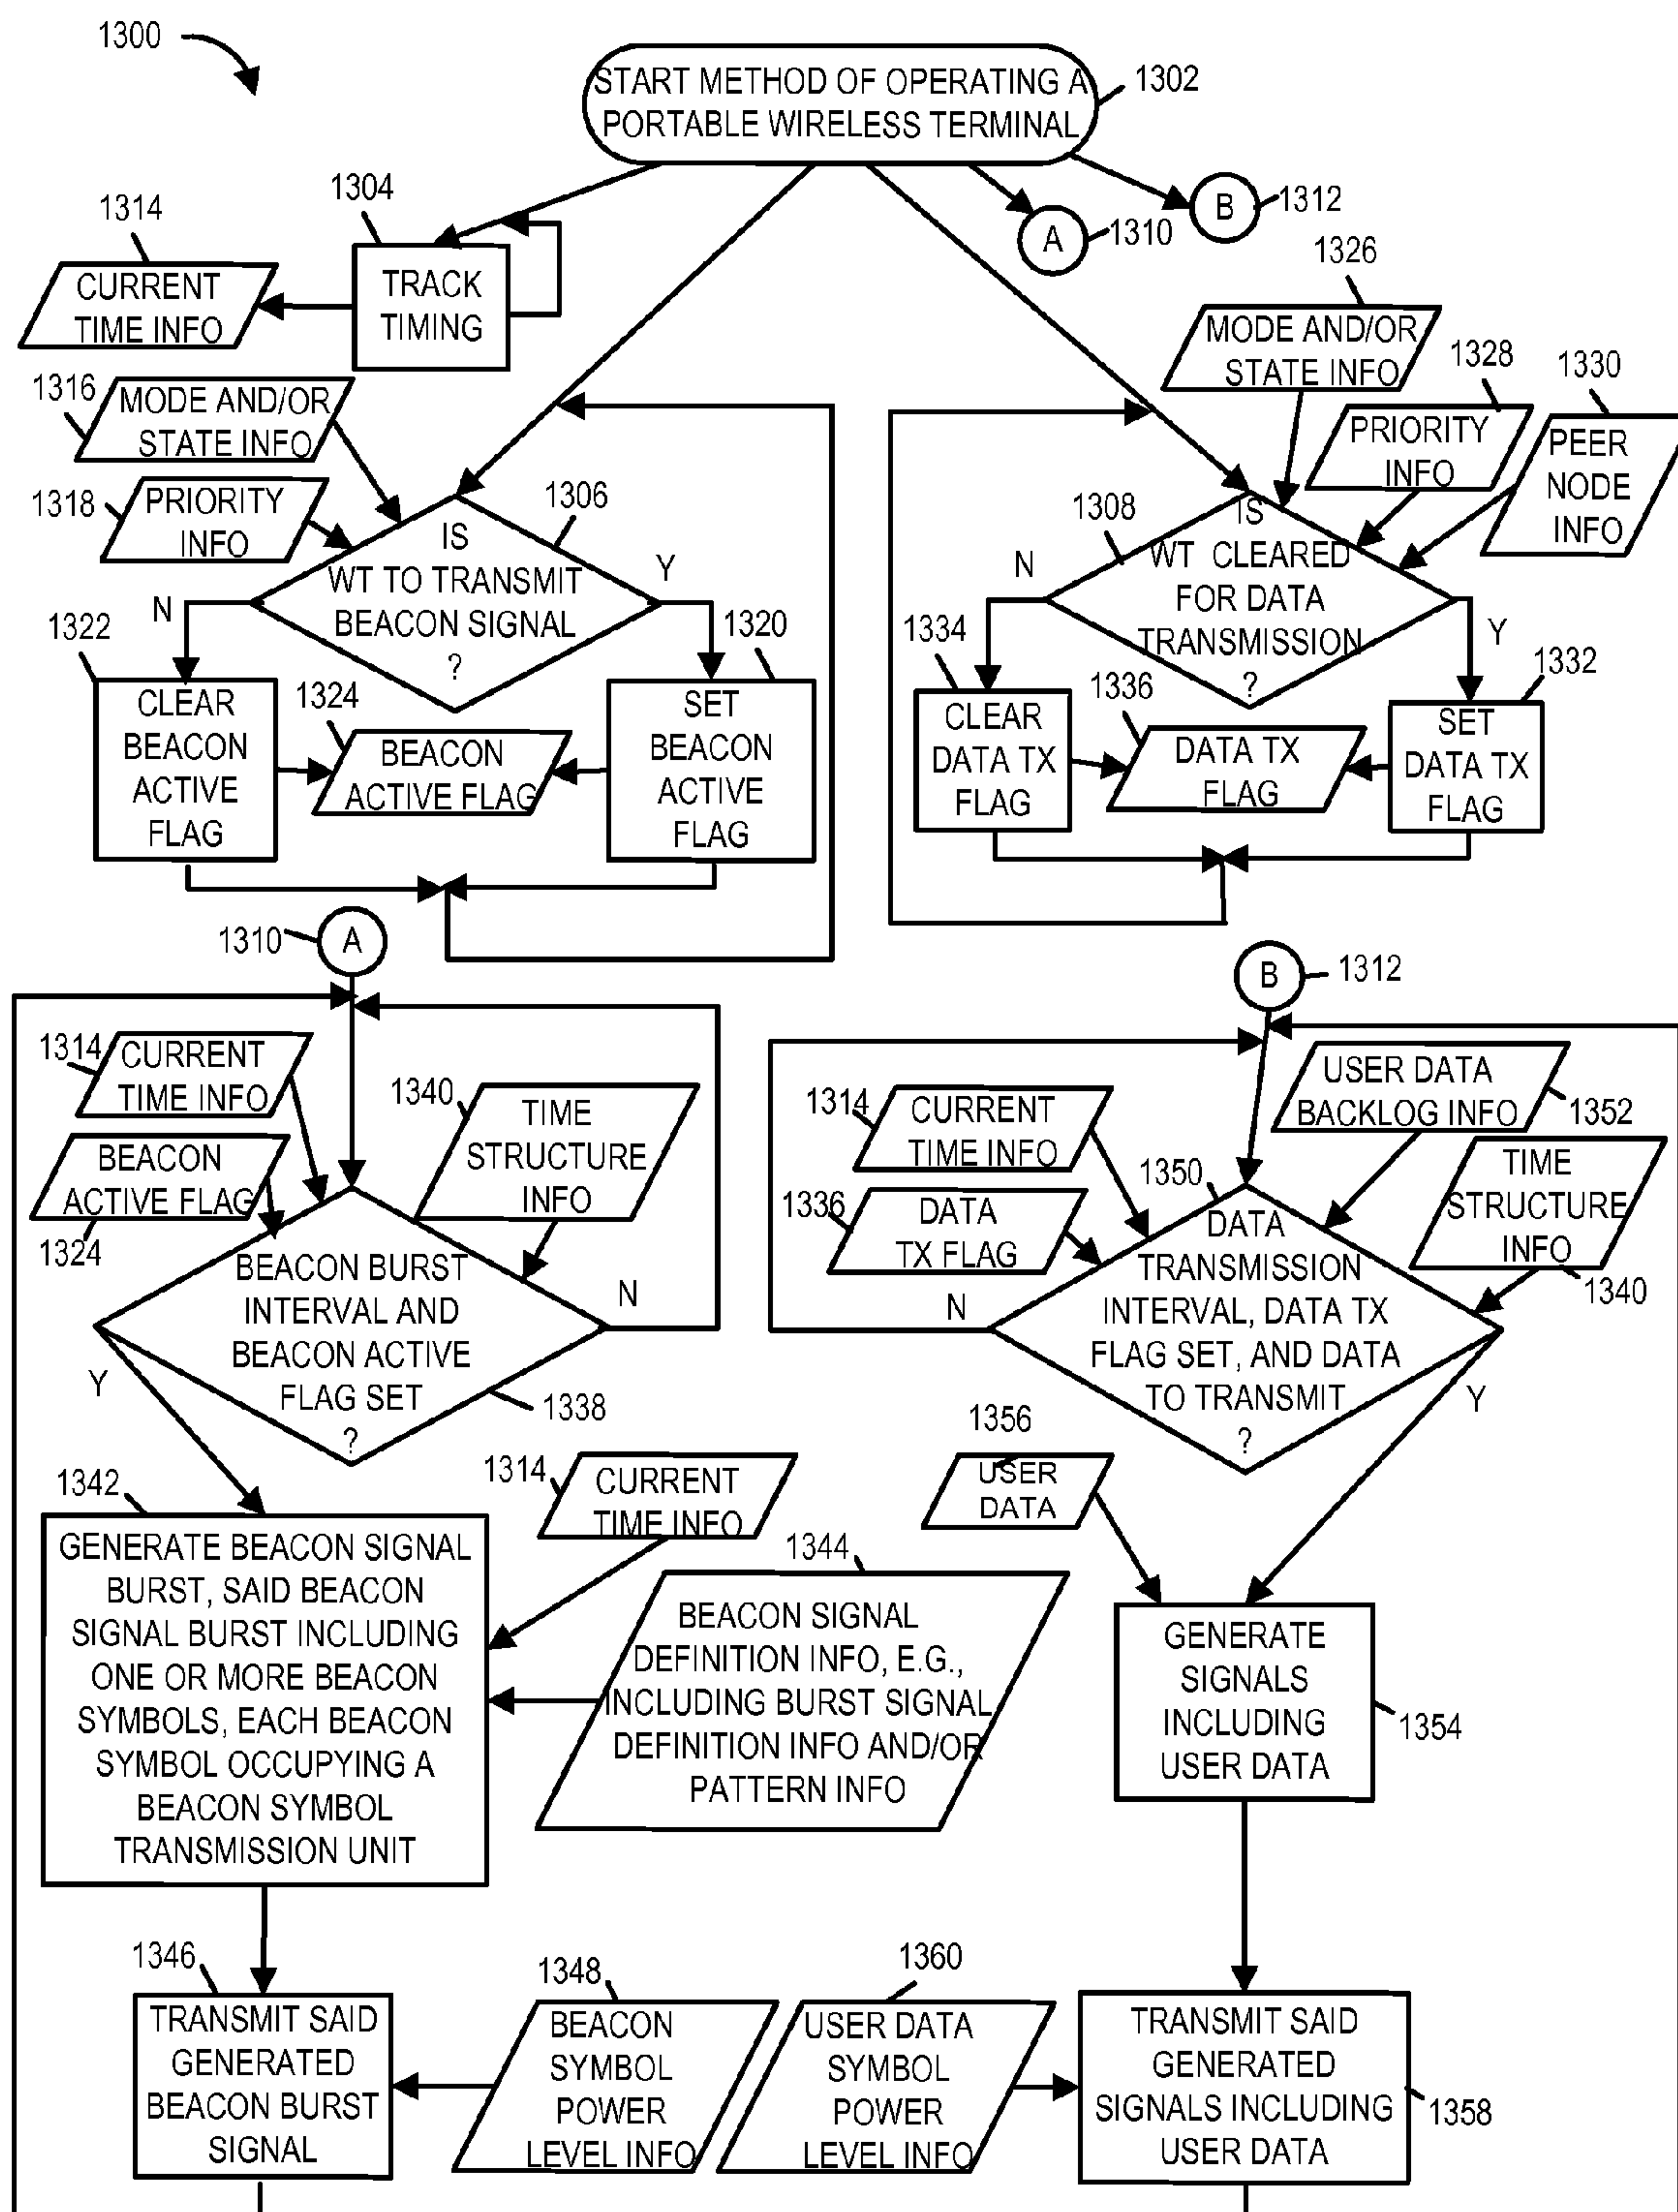 1300
START METHOD OF OPERATING A
PORTABLE WIRELESS TERMINAL
1302
1304
1314
CURRENT
TIME INFO
TRACK
TIMING
A
1310
B
1312
1326
MODE AND/OR
STATE INFO
1328
PRIORITY
INFO
1330
PEER
NODE
INFO
1316
MODE AND/OR
STATE INFO
1318
PRIORITY
INFO
1306
IS
WT TO TRANSMIT
BEACON SIGNAL
?
N
Y
1322
CLEAR
BEACON
ACTIVE
FLAG
1324
BEACON
ACTIVE FLAG
1320
SET
BEACON
ACTIVE
FLAG
1308
IS
WT CLEARED
FOR DATA
TRANSMISSION
?
N
Y
1334
CLEAR
DATA TX
FLAG
1336
DATA TX
FLAG
1332
SET
DATA TX
FLAG
1310
A
1314
CURRENT
TIME INFO
BEACON
ACTIVE FLAG
1324
1340
TIME
STRUCTURE
INFO
BEACON BURST
INTERVAL AND
BEACON ACTIVE
FLAG SET
?
N
Y
1338
B
1312
1314
CURRENT
TIME INFO
1336
DATA
TX FLAG
USER DATA
BACKLOG INFO
1352
TIME
STRUCTURE
INFO
1340
1350
DATA
TRANSMISSION
INTERVAL, DATA TX
FLAG SET, AND DATA
TO TRANSMIT
?
N
Y
1342
GENERATE BEACON SIGNAL
BURST, SAID BEACON
SIGNAL BURST INCLUDING
ONE OR MORE BEACON
SYMBOLS, EACH BEACON
SYMBOL OCCUPYING A
BEACON SYMBOL
TRANSMISSION UNIT
1314
CURRENT
TIME INFO
1344
BEACON SIGNAL
DEFINITION INFO, E.G.,
INCLUDING BURST SIGNAL
DEFINITION INFO AND/OR
PATTERN INFO
1356
USER
DATA
GENERATE
SIGNALS
INCLUDING
USER DATA
1354
1346
TRANSMIT SAID
GENERATED
BEACON BURST
SIGNAL
1348
BEACON
SYMBOL
POWER
LEVEL INFO
1360
USER DATA
SYMBOL
POWER
LEVEL INFO
TRANSMIT SAID
GENERATED
SIGNALS INCLUDING
USER DATA
1358